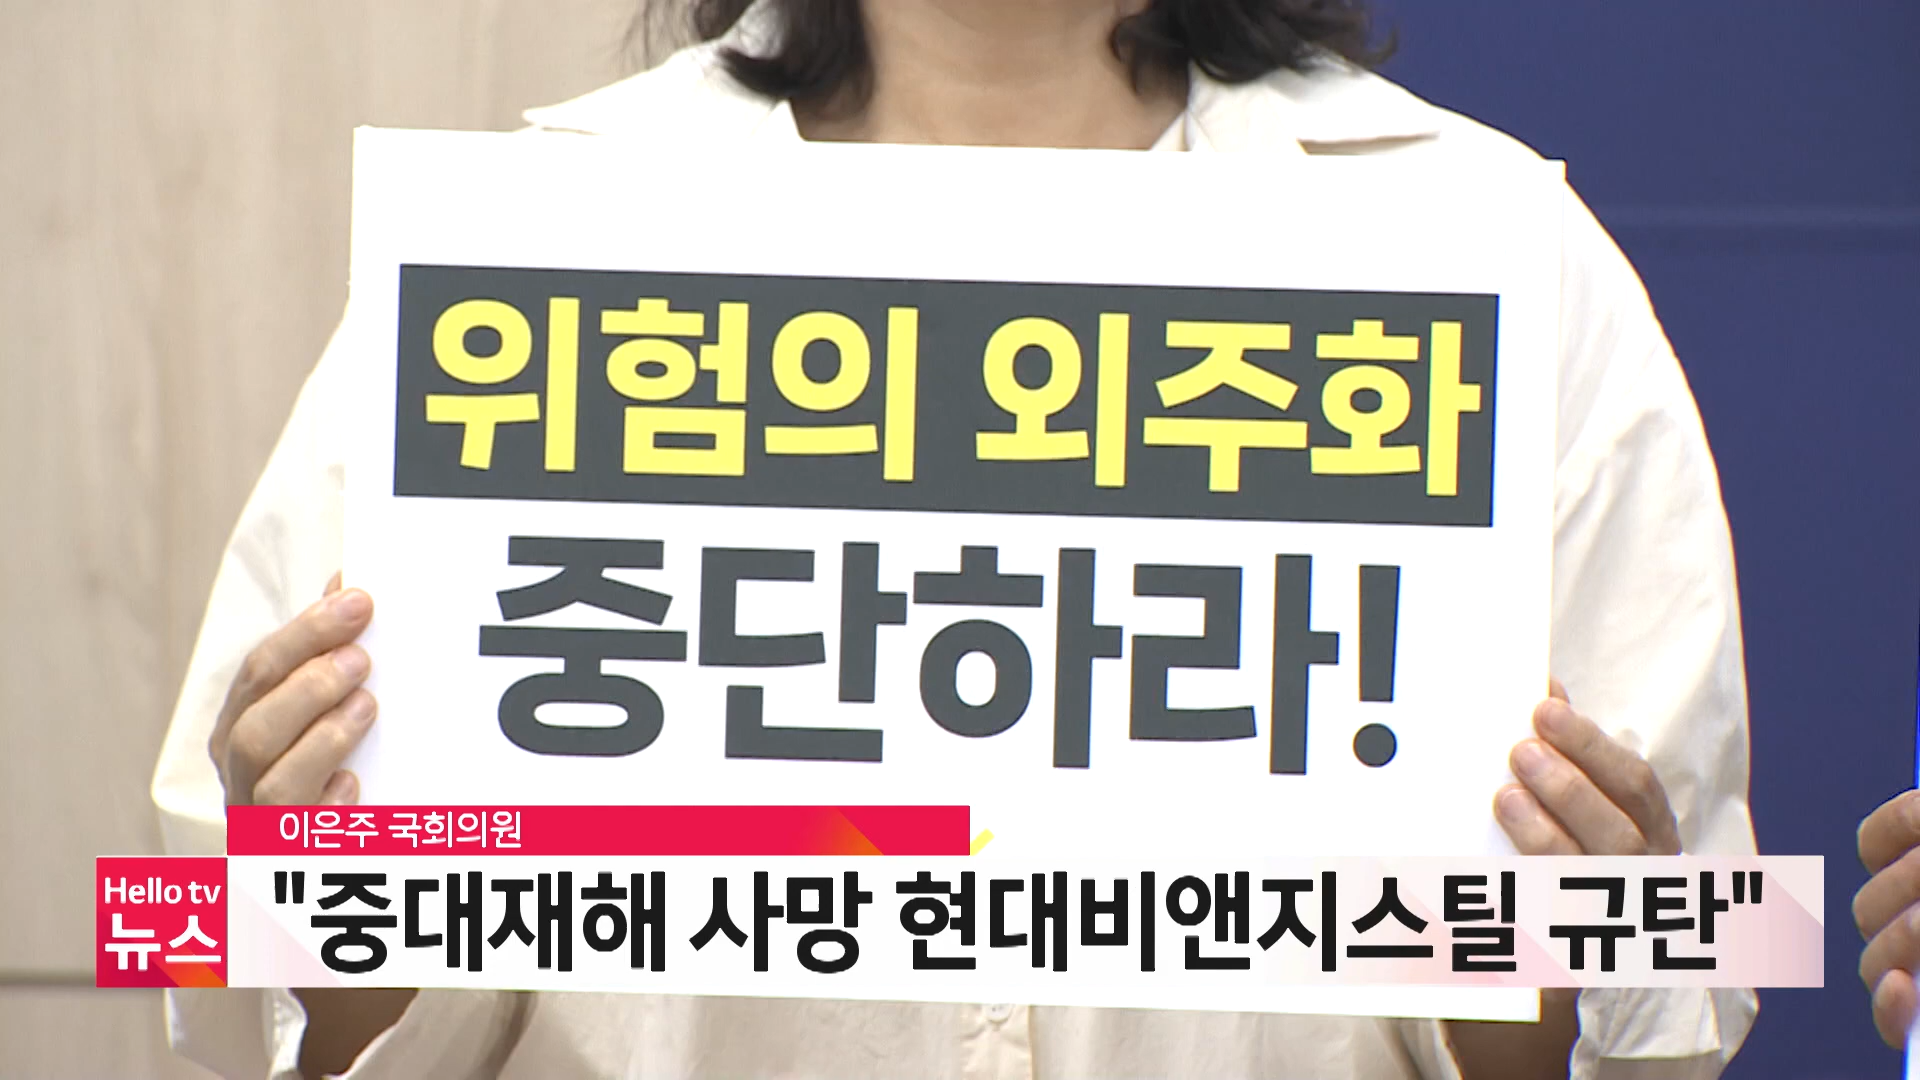 위험의 외주화
중단하라!
이은주 국회의원
Hello tv
뉴스
"중대재해 사망 현대비앤지스틸 규탄"